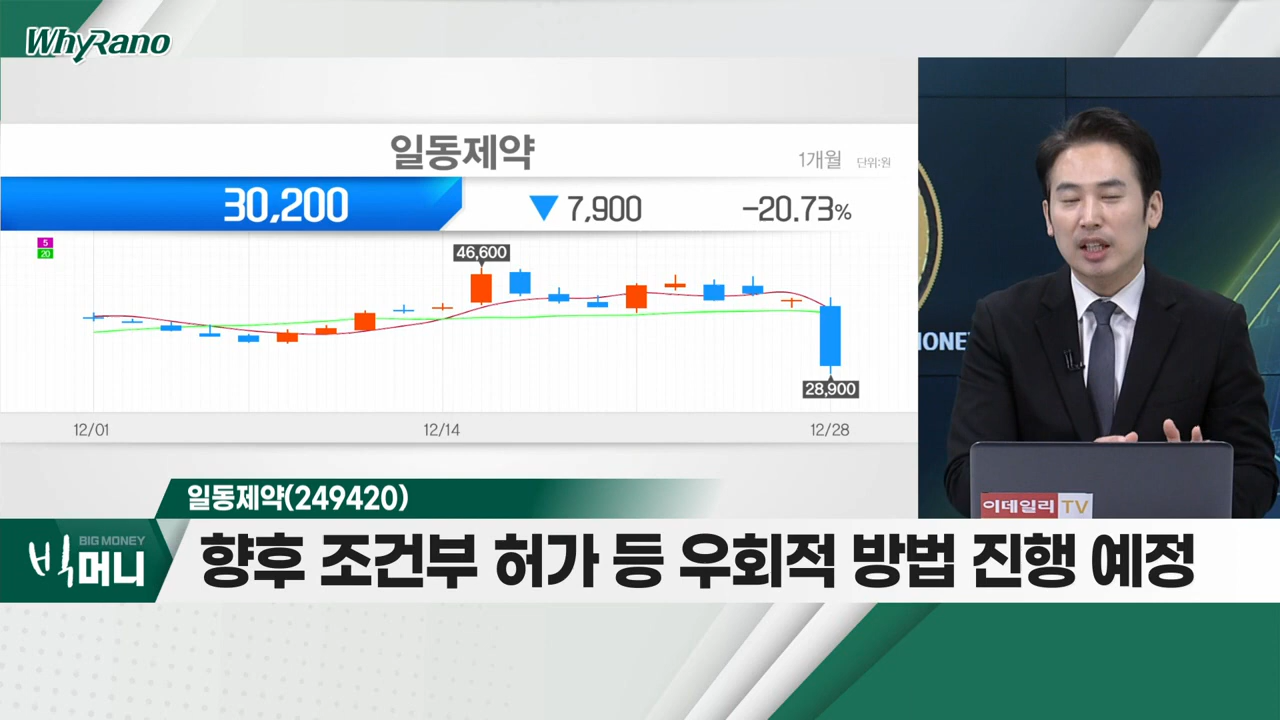 WhyRano
일동제약
1개월 단위:원
30,200 ▼ 7,900 -20.73%
5
20
46,600
28,900
12/01 12/14 12/28
MONEY
이데일리 TV
일동제약(249420)
BIG MONEY
빅머니
향후 조건부 허가 등 우회적 방법 진행 예정